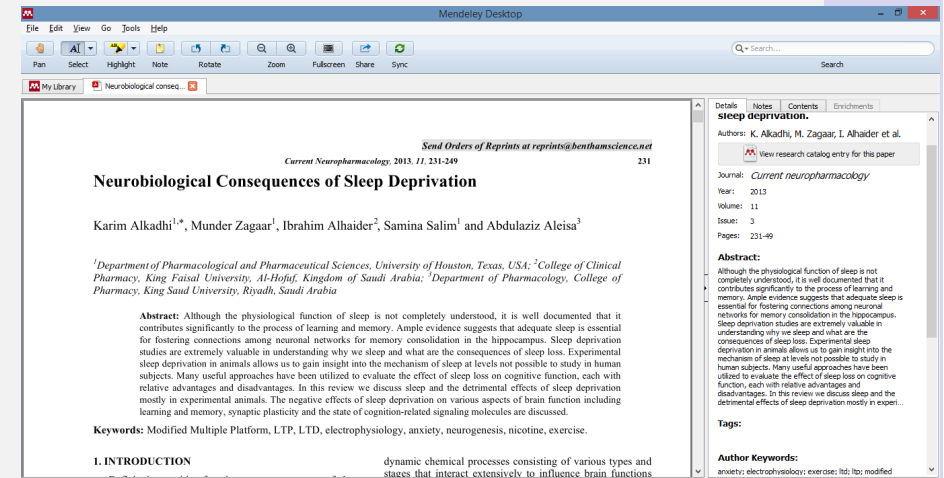 Mendeley Desktop
File Edit View Go Tools Help
Pan Select Highlight Note Rotate Zoom Fullscreen Share Sync
Search...
Search
My Library
Neurobiological conseq...
Send Orders of Reprints at reprints@benthamscience.net
Current Neuropharmacology, 2013, 11, 231-249
231
Neurobiological Consequences of Sleep Deprivation
Karim Alkadhi1,*, Munder Zagaar1, Ibrahim Alhaider2, Samina Salim1 and Abdulaziz Aleisa3
1Department of Pharmacological and Pharmaceutical Sciences, University of Houston, Texas, USA; 2College of Clinical
Pharmacy, King Faisal University, Al-Hofuf, Kingdom of Saudi Arabia; 3Department of Pharmacology, College of
Pharmacy, King Saud University, Riyadh, Saudi Arabia
Abstract: Although the physiological function of sleep is not completely understood, it is well documented that it
contributes significantly to the process of learning and memory. Ample evidence suggests that adequate sleep is essential
for fostering connections among neuronal networks for memory consolidation in the hippocampus. Sleep deprivation
studies are extremely valuable in understanding why we sleep and what are the consequences of sleep loss. Experimental
sleep deprivation in animals allows us to gain insight into the mechanism of sleep at levels not possible to study in human
subjects. Many useful approaches have been utilized to evaluate the effect of sleep loss on cognitive function, each with
relative advantages and disadvantages. In this review we discuss sleep and the detrimental effects of sleep deprivation
mostly in experimental animals. The negative effects of sleep deprivation on various aspects of brain function including
learning and memory, synaptic plasticity and the state of cognition-related signaling molecules are discussed.
Keywords: Modified Multiple Platform, LTP, LTD, electrophysiology, anxiety, neurogenesis, nicotine, exercise.
1. INTRODUCTION
dynamic chemical processes consisting of various types and
stages that interact extensively to influence brain functions
Details Notes Contents Enrichments
sleep deprivation.
Authors: K. Alkadhi, M. Zagaar, I. Alhaider et al.
View research catalog entry for this paper
Journal: Current neuropharmacology
Year: 2013
Volume: 11
Issue: 3
Pages: 231-49
Abstract:
Although the physiological function of sleep is not
completely understood, it is well documented that it
contributes significantly to the process of learning and
memory. Ample evidence suggests that adequate sleep is
essential for fostering connections among neuronal
networks for memory consolidation in the hippocampus.
Sleep deprivation studies are extremely valuable in
understanding why we sleep and what are the
consequences of sleep loss. Experimental sleep
deprivation in animals allows us to gain insight into the
mechanism of sleep at levels not possible to study in
human subjects. Many useful approaches have been
utilized to evaluate the effect of sleep loss on cognitive
function, each with relative advantages and
disadvantages. In this review we discuss sleep and the
detrimental effects of sleep deprivation mostly in experi...
Tags:
Author Keywords:
anxiety; electrophysiology; exercise; ltd; ltp; modified